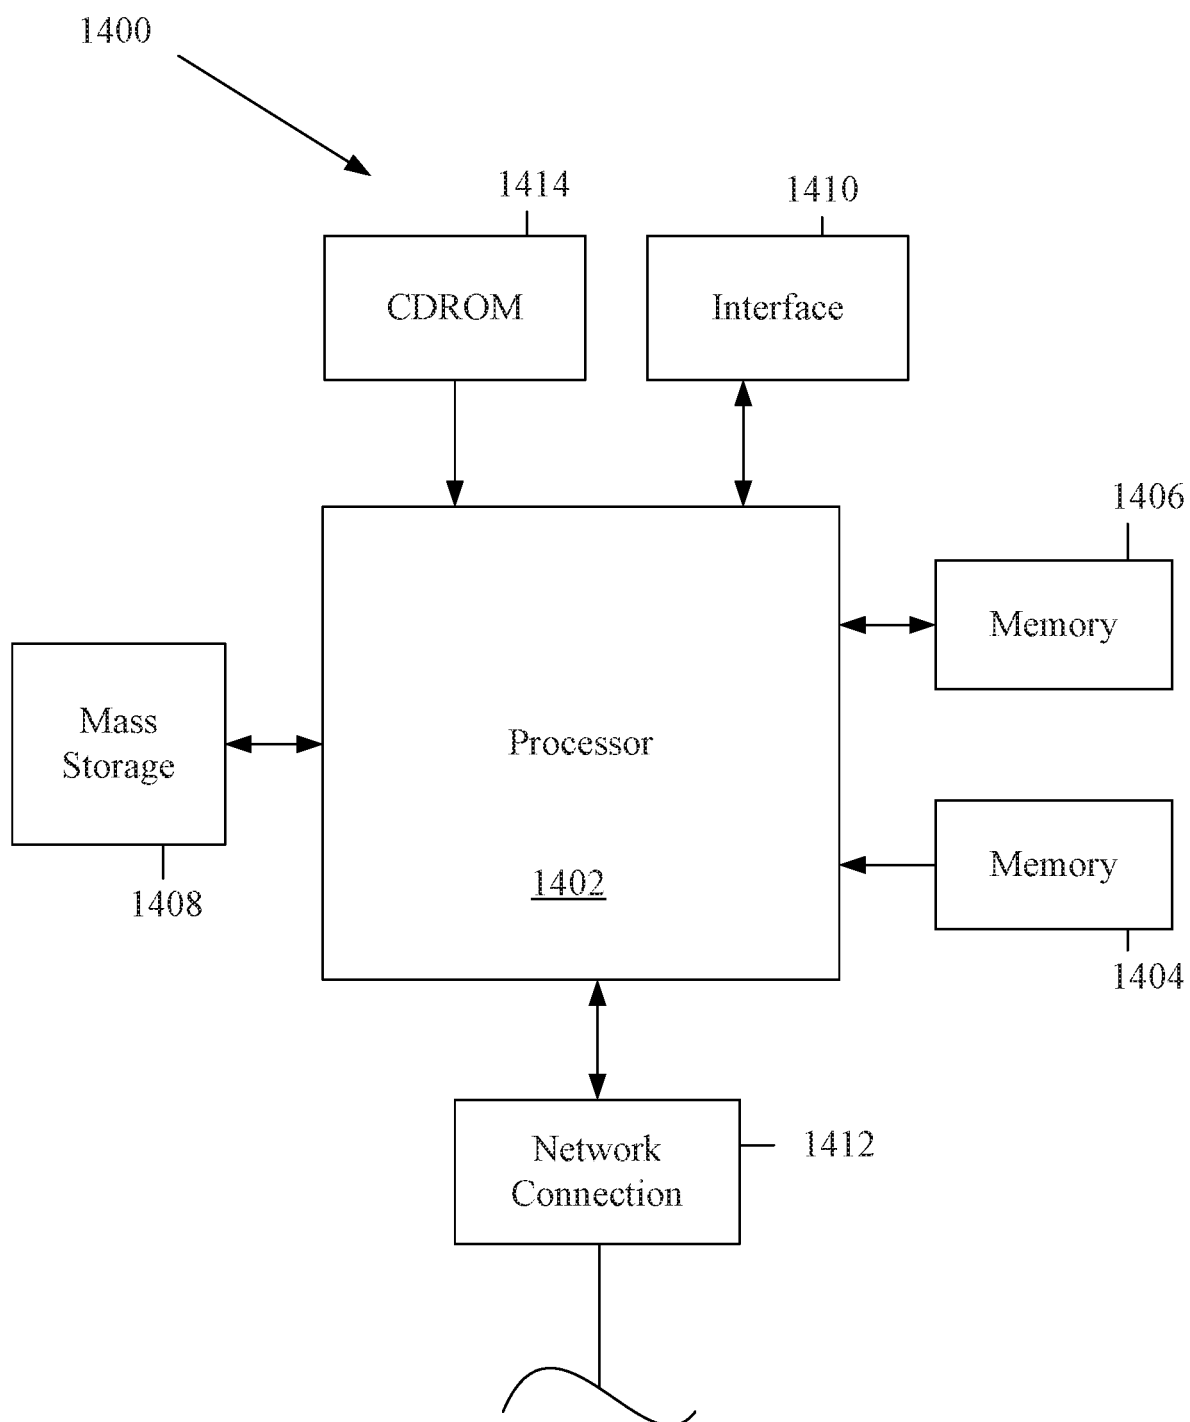 1400
1414
1410
CDROM
Interface
1406
Memory
Mass
Storage
Processor
Memory
1402
1408
1404
Network
Connection
1412